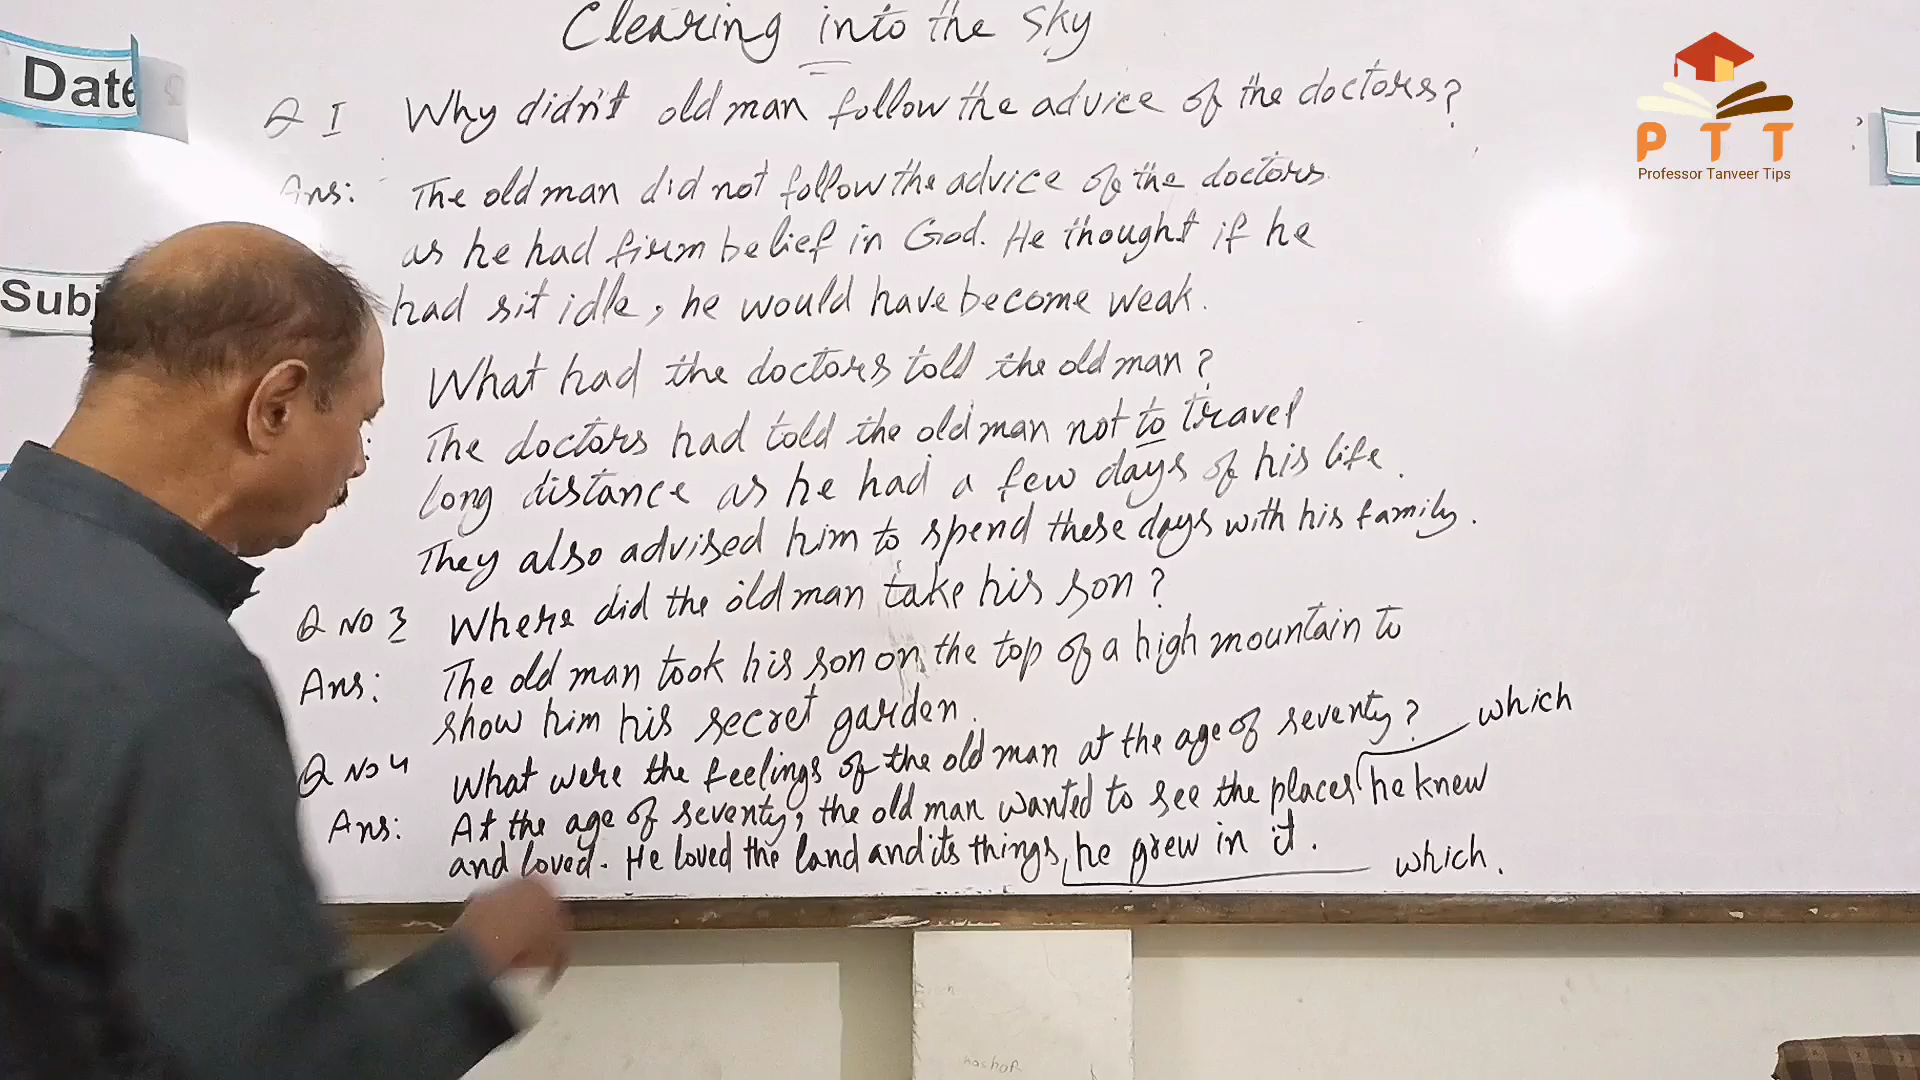 Clearing into the sky
Date
Q I Why didn't old man follow the advice of the doctors?
Ans: The old man did not follow the advice of the doctors
as he had firm belief in God. He thought if he
had sit idle, he would have become weak.
Subj
What had the doctors told the old man?
: The doctors had told the old man not to travel
long distance as he had a few days of his life.
They also advised him to spend these days with his family.
Q NO 3 Where did the old man take his son?
Ans: The old man took his son on the top of a high mountain to
show him his secret garden.
Q NO 4 What were the feelings of the old man at the age of seventy? which
Ans: At the age of seventy, the old man wanted to see the places he knew
and loved. He loved the land and its things, he grew in it. which.
PTT
Professor Tanveer Tips